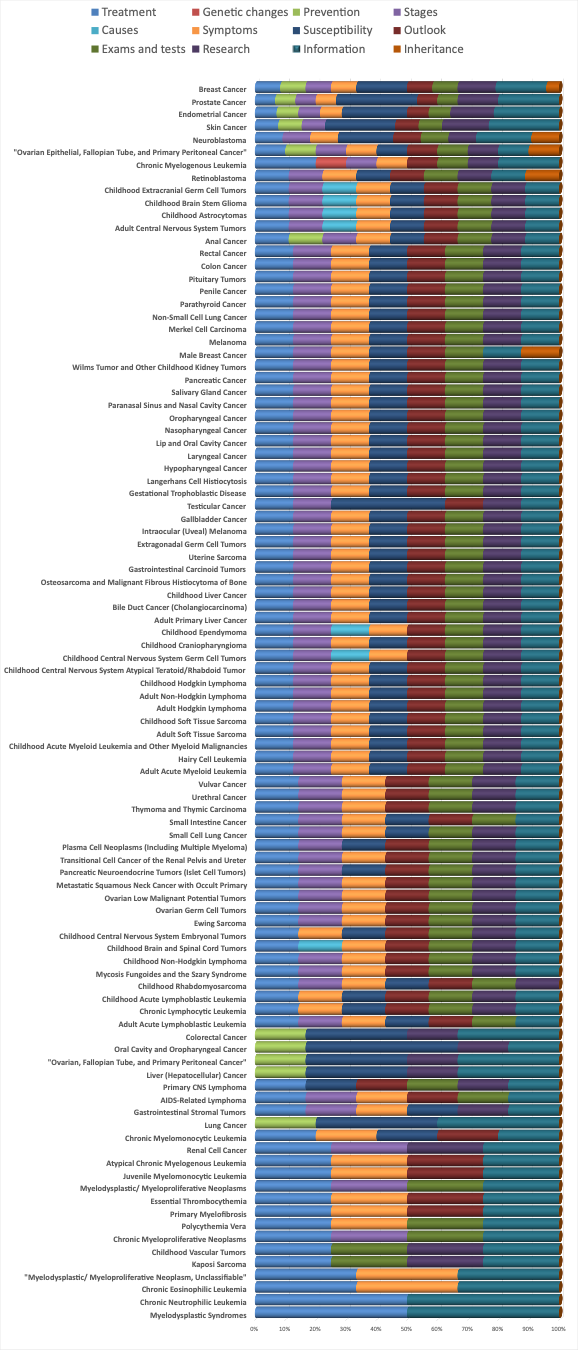 Treatment Genetic changes Prevention Stages
Causes Symptoms Susceptibility Outlook
Exams and tests Research Information Inheritance
Breast Cancer
Prostate Cancer
Endometrial Cancer
Skin Cancer
Neuroblastoma
"Ovarian Epithelial, Fallopian Tube, and Primary Peritoneal Cancer"
Chronic Myelogenous Leukemia
Retinoblastoma
Childhood Extracranial Germ Cell Tumors
Childhood Brain Stem Glioma
Childhood Astrocytomas
Adult Central Nervous System Tumors
Anal Cancer
Rectal Cancer
Colon Cancer
Pituitary Tumors
Penile Cancer
Parathyroid Cancer
Non-Small Cell Lung Cancer
Merkel Cell Carcinoma
Melanoma
Male Breast Cancer
Wilms Tumor and Other Childhood Kidney Tumors
Pancreatic Cancer
Salivary Gland Cancer
Paranasal Sinus and Nasal Cavity Cancer
Oropharyngeal Cancer
Nasopharyngeal Cancer
Lip and Oral Cavity Cancer
Laryngeal Cancer
Hypopharyngeal Cancer
Langerhans Cell Histiocytosis
Gestational Trophoblastic Disease
Testicular Cancer
Gallbladder Cancer
Intraocular (Uveal) Melanoma
Extragonadal Germ Cell Tumors
Uterine Sarcoma
Gastrointestinal Carcinoid Tumors
Osteosarcoma and Malignant Fibrous Histiocytoma of Bone
Childhood Liver Cancer
Bile Duct Cancer (Cholangiocarcinoma)
Adult Primary Liver Cancer
Childhood Ependymoma
Childhood Craniopharyngioma
Childhood Central Nervous System Germ Cell Tumors
Childhood Central Nervous System Atypical Teratoid/Rhabdoid Tumor
Childhood Hodgkin Lymphoma
Adult Non-Hodgkin Lymphoma
Adult Hodgkin Lymphoma
Childhood Soft Tissue Sarcoma
Adult Soft Tissue Sarcoma
Childhood Acute Myeloid Leukemia and Other Myeloid Malignancies
Hairy Cell Leukemia
Adult Acute Myeloid Leukemia
Vulvar Cancer
Urethral Cancer
Thymoma and Thymic Carcinoma
Small Intestine Cancer
Small Cell Lung Cancer
Plasma Cell Neoplasms (Including Multiple Myeloma)
Transitional Cell Cancer of the Renal Pelvis and Ureter
Pancreatic Neuroendocrine Tumors (Islet Cell Tumors)
Metastatic Squamous Neck Cancer with Occult Primary
Ovarian Low Malignant Potential Tumors
Ovarian Germ Cell Tumors
Ewing Sarcoma
Childhood Central Nervous System Embryonal Tumors
Childhood Brain and Spinal Cord Tumors
Childhood Non-Hodgkin Lymphoma
Mycosis Fungoides and the Szary Syndrome
Childhood Rhabdomyosarcoma
Childhood Acute Lymphoblastic Leukemia
Chronic Lymphocytic Leukemia
Adult Acute Lymphoblastic Leukemia
Colorectal Cancer
Oral Cavity and Oropharyngeal Cancer
"Ovarian, Fallopian Tube, and Primary Peritoneal Cancer"
Liver (Hepatocellular) Cancer
Primary CNS Lymphoma
AIDS-Related Lymphoma
Gastrointestinal Stromal Tumors
Lung Cancer
Chronic Myelomonocytic Leukemia
Renal Cell Cancer
Atypical Chronic Myelogenous Leukemia
Juvenile Myelomonocytic Leukemia
Myelodysplastic/ Myeloproliferative Neoplasms
Essential Thrombocythemia
Primary Myelofibrosis
Polycythemia Vera
Chronic Myeloproliferative Neoplasms
Childhood Vascular Tumors
Kaposi Sarcoma
"Myelodysplastic/ Myeloproliferative Neoplasm, Unclassifiable"
Chronic Eosinophilic Leukemia
Chronic Neutrophilic Leukemia
Myelodysplastic Syndromes
0% 10% 20% 30% 40% 50% 60% 70% 80% 90% 100%